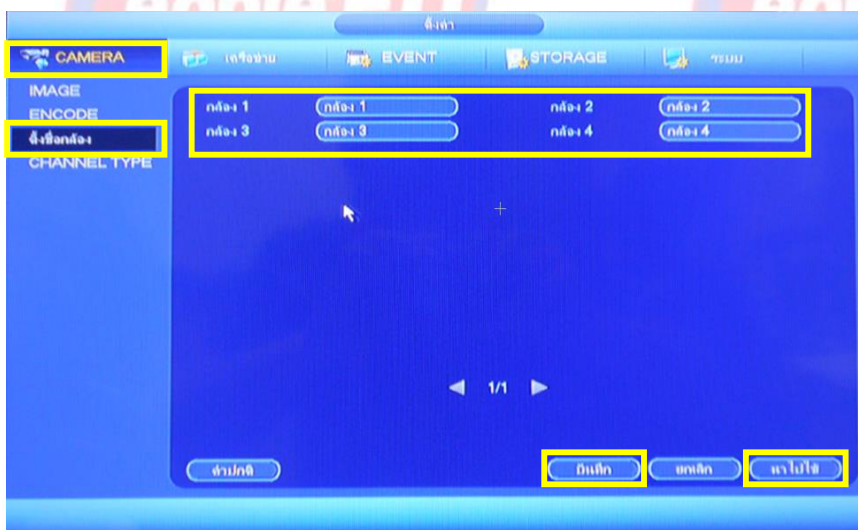 ตั้งค่า
CAMERA เครือข่าย EVENT STORAGE ระบบ
IMAGE
ENCODE
ตั้งชื่อกล้อง
CHANNEL TYPE
กล้อง 1 กล้อง 1 กล้อง 2 กล้อง 2
กล้อง 3 กล้อง 3 กล้อง 4 กล้อง 4
1/1
ค่าปกติ บันทึก ยกเลิก นำไปใช้